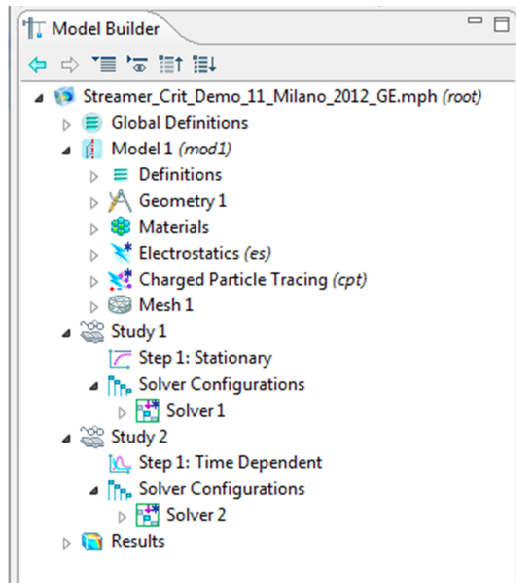 Model Builder
Streamer_Crit_Demo_11_Milano_2012_GE.mph (root)
Global Definitions
Model 1 (mod1)
Definitions
Geometry 1
Materials
Electrostatics (es)
Charged Particle Tracing (cpt)
Mesh 1
Study 1
Step 1: Stationary
Solver Configurations
Solver 1
Study 2
Step 1: Time Dependent
Solver Configurations
Solver 2
Results